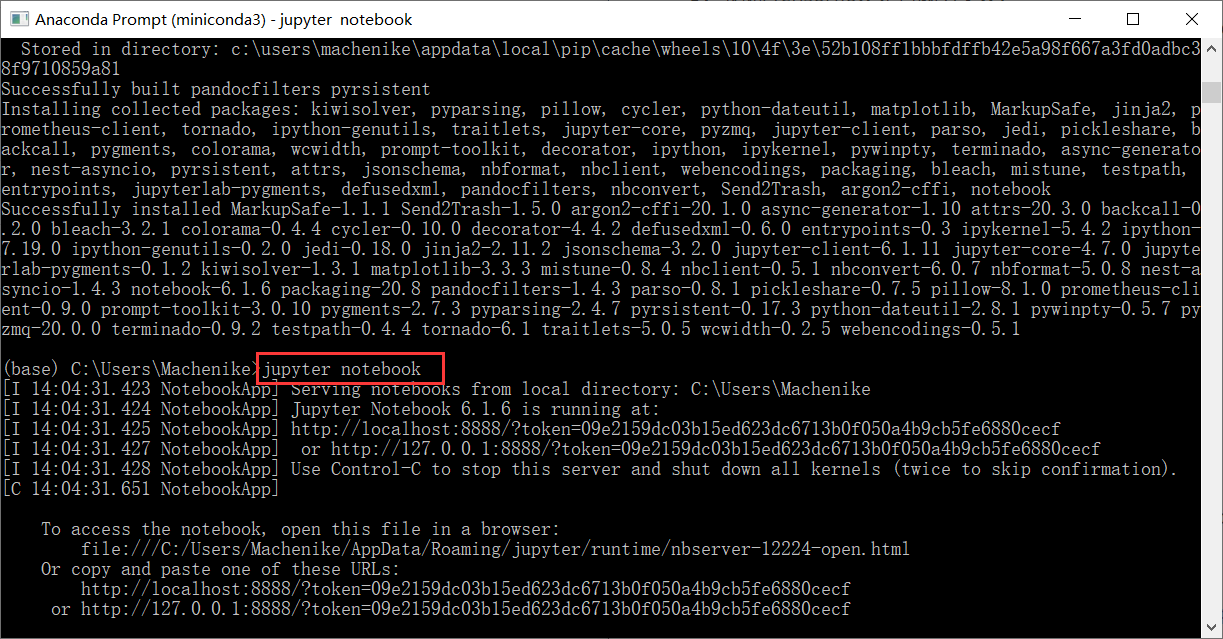 Anaconda Prompt (miniconda3) - jupyter  notebook
  Stored in directory: c:\users\machenike\appdata\local\pip\cache\wheels\10\4f\3e\52b108ff1bbbfdffb42e5a98f667a3fd0adbc3
8f9710859a81
Successfully built pandocfilters pyrsistent
Installing collected packages: kiwisolver, pyparsing, pillow, cycler, python-dateutil, matplotlib, MarkupSafe, jinja2, p
rometheus-client, tornado, ipython-genutils, traitlets, jupyter-core, pyzmq, jupyter-client, parso, jedi, pickleshare, b
ackcall, pygments, colorama, wcwidth, prompt-toolkit, decorator, ipython, ipykernel, pywinpty, terminado, async-generato
r, nest-asyncio, pyrsistent, attrs, jsonschema, nbformat, nbclient, webencodings, packaging, bleach, mistune, testpath,
entrypoints, jupyterlab-pygments, defusedxml, pandocfilters, nbconvert, Send2Trash, argon2-cffi, notebook
Successfully installed MarkupSafe-1.1.1 Send2Trash-1.5.0 argon2-cffi-20.1.0 async-generator-1.10 attrs-20.3.0 backcall-0
.2.0 bleach-3.2.1 colorama-0.4.4 cycler-0.10.0 decorator-4.4.2 defusedxml-0.6.0 entrypoints-0.3 ipykernel-5.4.2 ipython-
7.19.0 ipython-genutils-0.2.0 jedi-0.18.0 jinja2-2.11.2 jsonschema-3.2.0 jupyter-client-6.1.11 jupyter-core-4.7.0 jupyte
rlab-pygments-0.1.2 kiwisolver-1.3.1 matplotlib-3.3.3 mistune-0.8.4 nbclient-0.5.1 nbconvert-6.0.7 nbformat-5.0.8 nest-a
syncio-1.4.3 notebook-6.1.6 packaging-20.8 pandocfilters-1.4.3 parso-0.8.1 pickleshare-0.7.5 pillow-8.1.0 prometheus-cli
ent-0.9.0 prompt-toolkit-3.0.10 pygments-2.7.3 pyparsing-2.4.7 pyrsistent-0.17.3 python-dateutil-2.8.1 pywinpty-0.5.7 py
zmq-20.0.0 terminado-0.9.2 testpath-0.4.4 tornado-6.1 traitlets-5.0.5 wcwidth-0.2.5 webencodings-0.5.1
(base) C:\Users\Machenike>jupyter notebook
[I 14:04:31.423 NotebookApp] Serving notebooks from local directory: C:\Users\Machenike
[I 14:04:31.424 NotebookApp] Jupyter Notebook 6.1.6 is running at:
[I 14:04:31.425 NotebookApp] http://localhost:8888/?token=09e2159dc03b15ed623dc6713b0f050a4b9cb5fe6880cecf
[I 14:04:31.427 NotebookApp]  or http://127.0.0.1:8888/?token=09e2159dc03b15ed623dc6713b0f050a4b9cb5fe6880cecf
[I 14:04:31.428 NotebookApp] Use Control-C to stop this server and shut down all kernels (twice to skip confirmation).
[C 14:04:31.651 NotebookApp]
    To access the notebook, open this file in a browser:
        file:///C:/Users/Machenike/AppData/Roaming/jupyter/runtime/nbserver-12224-open.html
    Or copy and paste one of these URLs:
        http://localhost:8888/?token=09e2159dc03b15ed623dc6713b0f050a4b9cb5fe6880cecf
     or http://127.0.0.1:8888/?token=09e2159dc03b15ed623dc6713b0f050a4b9cb5fe6880cecf